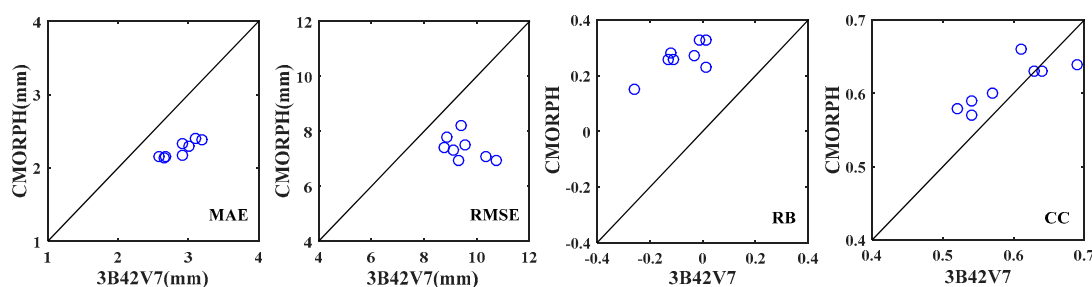 CMORPH(mm)
4
3
2
1
MAE
1 2 3 4
3B42V7(mm)
CMORPH(mm)
12
10
8
6
4
RMSE
4 6 8 10 12
3B42V7(mm)
CMORPH
0.4
0.2
0
-0.2
-0.4
RB
-0.4 -0.2 0 0.2 0.4
3B42V7
CMORPH
0.7
0.6
0.5
0.4
CC
0.4 0.5 0.6 0.7
3B42V7